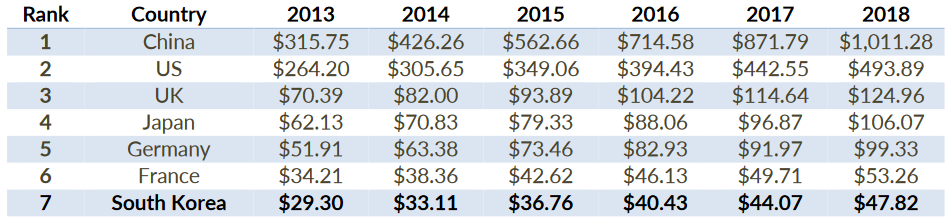 Rank Country 2013 2014 2015 2016 2017 2018
1 China $315.75 $426.26 $562.66 $714.58 $871.79 $1,011.28
2 US $264.20 $305.65 $349.06 $394.43 $442.55 $493.89
3 UK $70.39 $82.00 $93.89 $104.22 $114.64 $124.96
4 Japan $62.13 $70.83 $79.33 $88.06 $96.87 $106.07
5 Germany $51.91 $63.38 $73.46 $82.93 $91.97 $99.33
6 France $34.21 $38.36 $42.62 $46.13 $49.71 $53.26
7 South Korea $29.30 $33.11 $36.76 $40.43 $44.07 $47.82